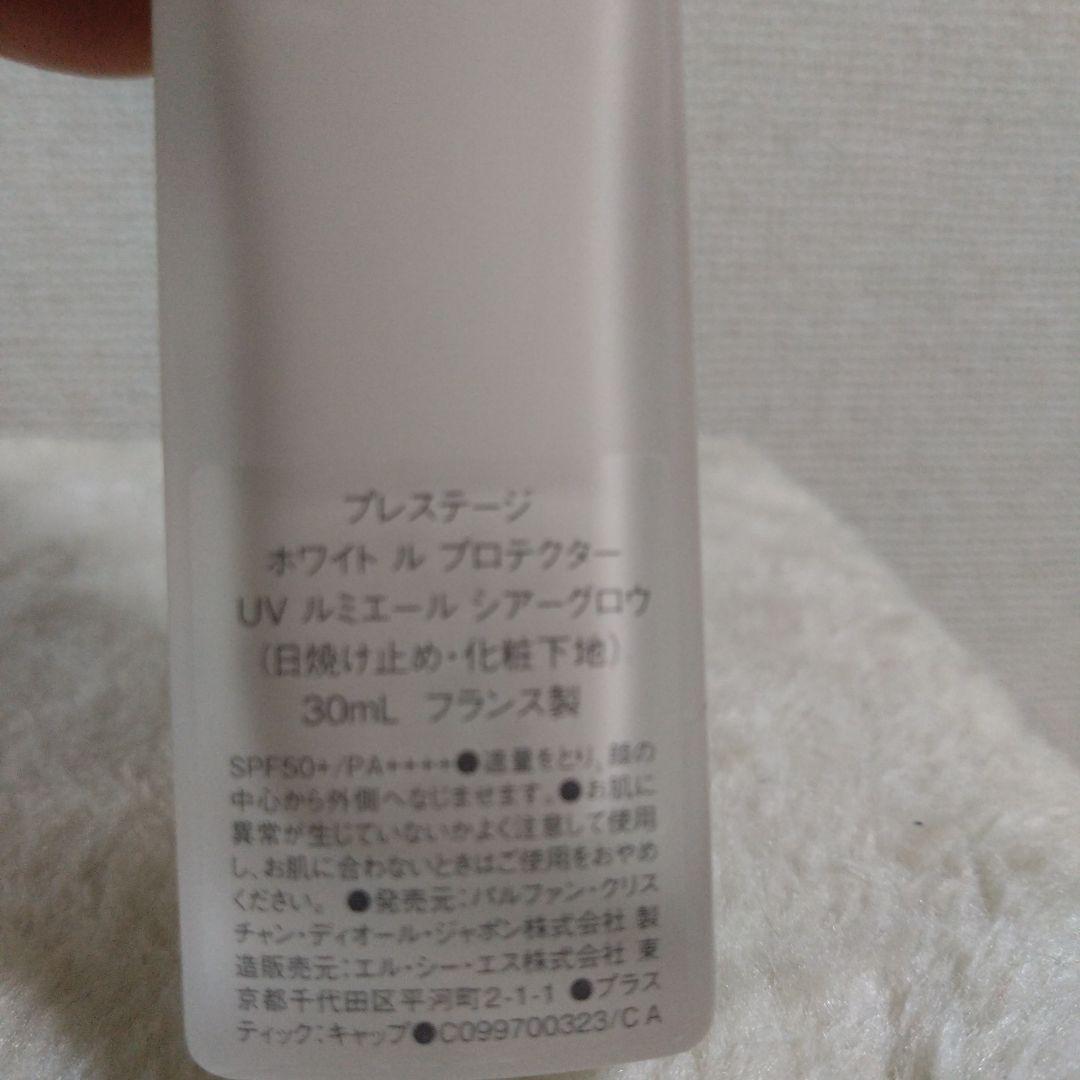 プレステージ
ホワイト ル プロテクター
UV ルミエール シアーグロウ
（日焼け止め・化粧下地）
30mL フランス製
SPF50+/PA++++●適量をとり、顔の
中心から外側へなじませます。●お肌に
異常が生じていないかよく注意して使用
し、お肌に合わないときはご使用をおやめ
ください。 ●発売元：パルファン・クリス
チャン・ディオール・ジャポン株式会社 製
造販売元：エル・シー・エス株式会社 東
京都千代田区平河町2-1-1 ●プラス
ティック：キャップ●C099700323/CA